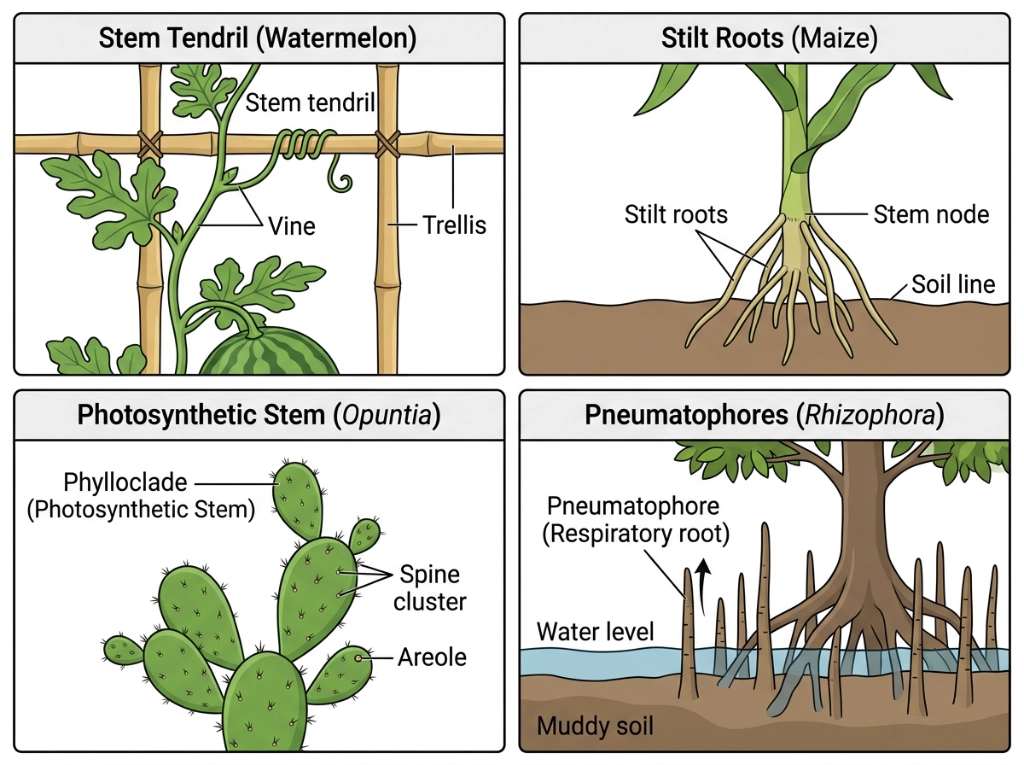 Stem Tendril (Watermelon)
Stem tendril
Vine
Trellis
Stilt Roots (Maize)
Stilt roots
Stem node
Soil line
Photosynthetic Stem (Opuntia)
Phylloclade
(Photosynthetic Stem)
Spine
cluster
Areole
Pneumatophores (Rhizophora)
Pneumatophore
(Respiratory root)
Water level
Muddy soil